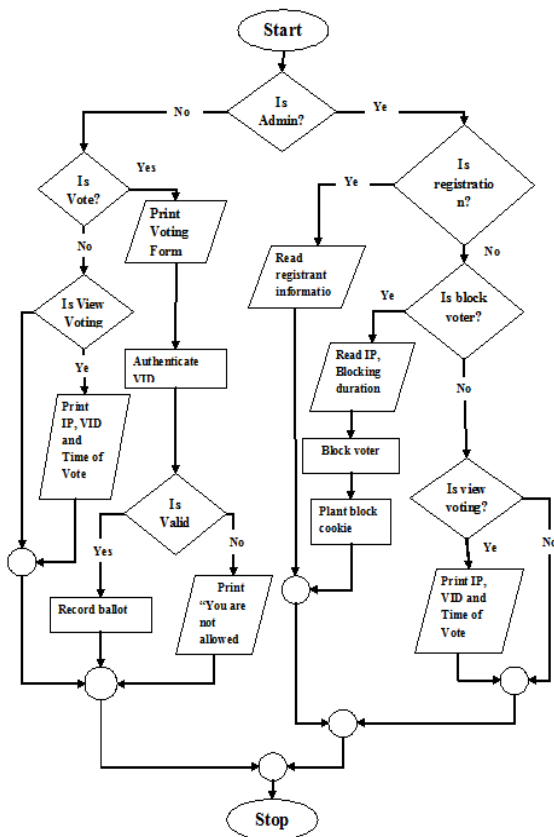 Start
Is
Admin?
No
Ye
Is
Vote?
Yes
Print
Voting
Form
No
Is View
Voting
Ye
Print
IP, VID
and
Time of
Vote
Authenticate
VID
Is
Valid
Yes
No
Record ballot
Print
“You are
not
allowed
Is
registratio
n?
Ye
Read
registrant
informatio
No
Is block
voter?
Ye
Read IP,
Blocking
duration
Block voter
Plant block
cookie
No
Is view
voting?
Ye
No
Print IP,
VID and
Time of
Vote
Stop